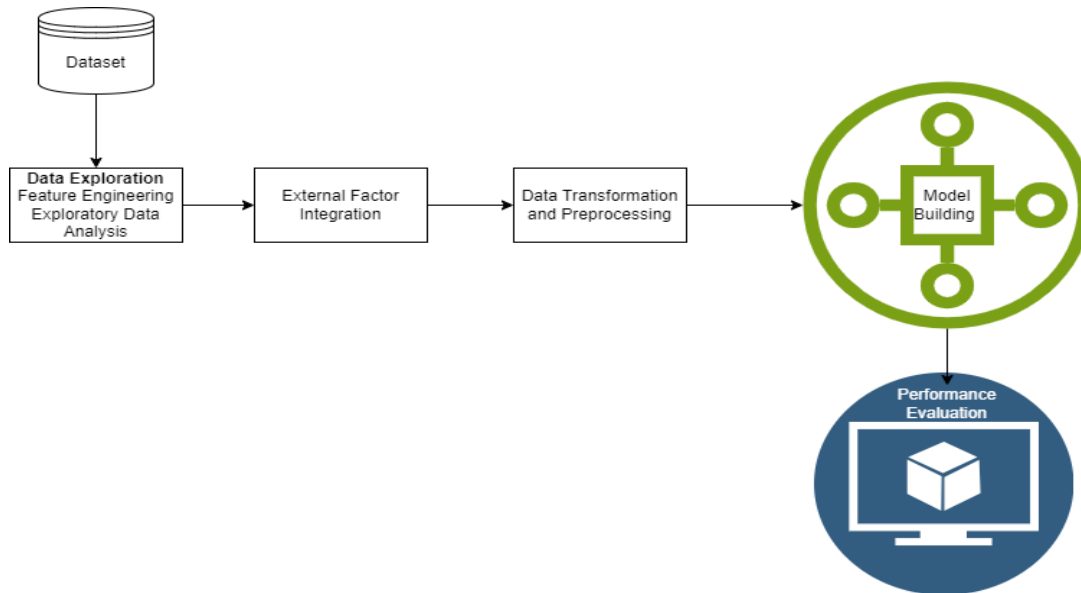 Dataset
Data Exploration
Feature Engineering
Exploratory Data
Analysis
External Factor
Integration
Data Transformation
and Preprocessing
Model
Building
Performance
Evaluation